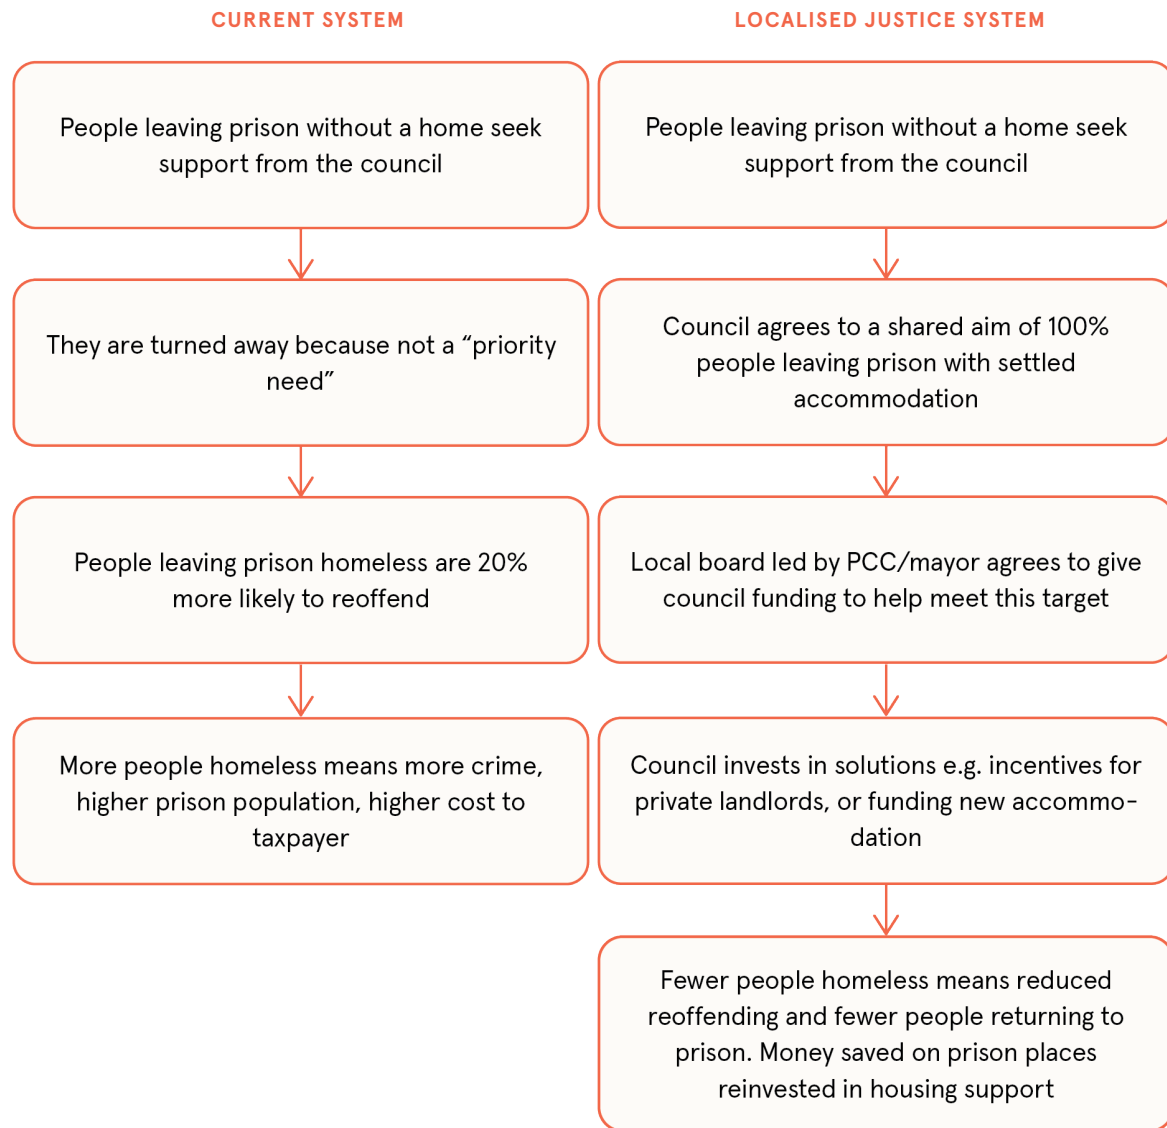 CURRENT SYSTEM
People leaving prison without a home seek
support from the council
They are turned away because not a “priority
need”
People leaving prison homeless are 20%
more likely to reoffend
More people homeless means more crime,
higher prison population, higher cost to
taxpayer
LOCALISED JUSTICE SYSTEM
People leaving prison without a home seek
support from the council
Council agrees to a shared aim of 100%
people leaving prison with settled
accommodation
Local board led by PCC/mayor agrees to give
council funding to help meet this target
Council invests in solutions e.g. incentives for
private landlords, or funding new accommo-
dation
Fewer people homeless means reduced
reoffending and fewer people returning to
prison. Money saved on prison places
reinvested in housing support